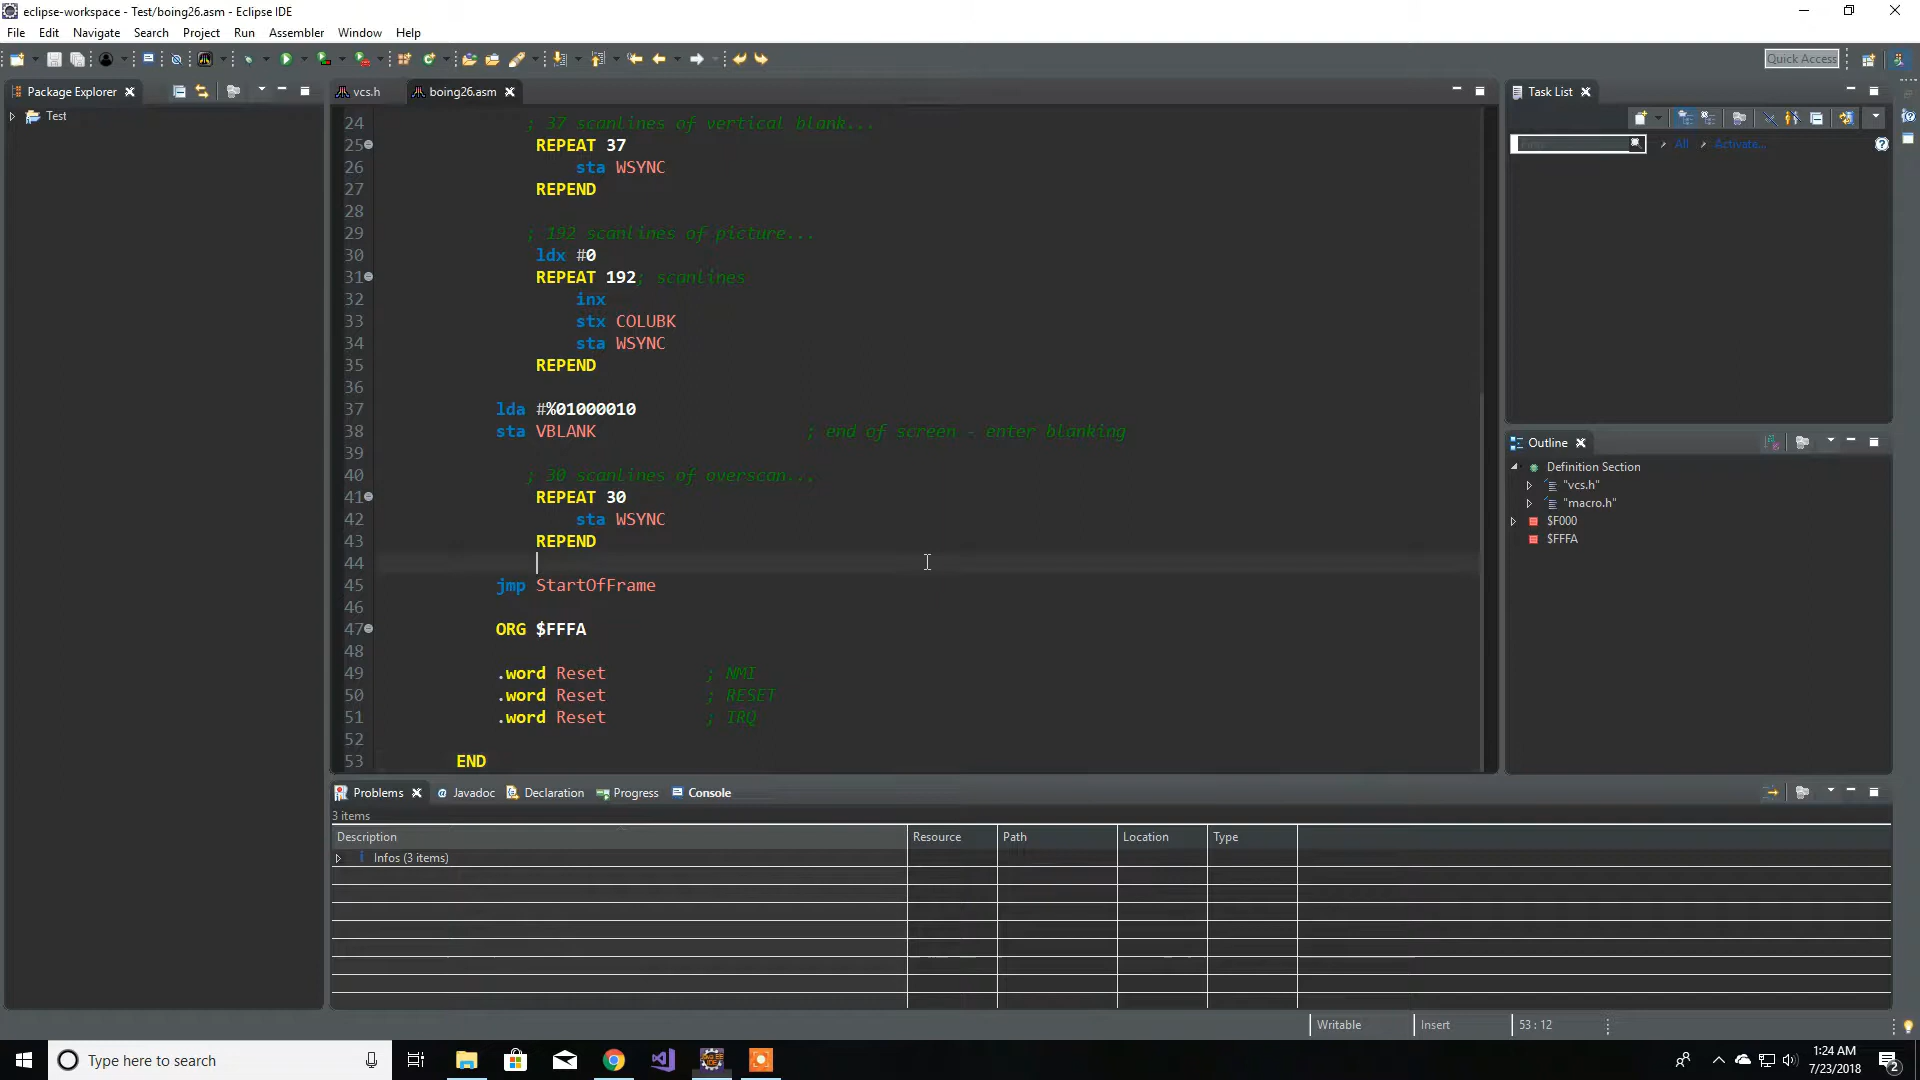 eclipse-workspace - Test/boing26.asm - Eclipse IDE
File Edit Navigate Search Project Run Assembler Window Help
Quick Access
Package Explorer
Test
vcs.h boing26.asm
24 ; 37 scanlines of vertical blank...
25 REPEAT 37
26 sta WSYNC
27 REPEND
28
29 ; 192 scanlines of picture...
30 ldx #0
31 REPEAT 192; scanlines
32 inx
33 stx COLUBK
34 sta WSYNC
35 REPEND
36
37 lda #%01000010
38 sta VBLANK ; end of screen - enter blanking
39
40 ; 30 scanlines of overscan...
41 REPEAT 30
42 sta WSYNC
43 REPEND
44
45 jmp StartOfFrame
46
47 ORG $FFFA
48
49 .word Reset ; NMI
50 .word Reset ; RESET
51 .word Reset ; IRQ
52
53 END
Task List
All Activate...
Outline
Definition Section
"vcs.h"
"macro.h"
$F000
$FFFA
Problems Javadoc Declaration Progress Console
3 items
Description Resource Path Location Type
Infos (3 items)
Writable Insert 53 : 12
Type here to search
1:24 AM
7/23/2018
2